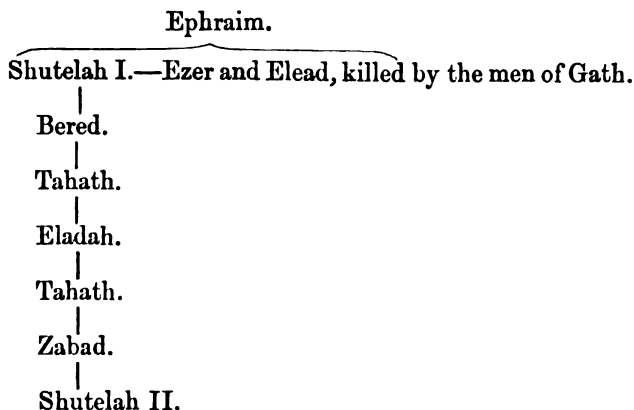 Ephraim.
Shutelah I.—Ezer and Elead, killed by the men of Gath.
Bered.
Tahath.
Eladah.
Tahath.
Zabad.
Shutelah II.